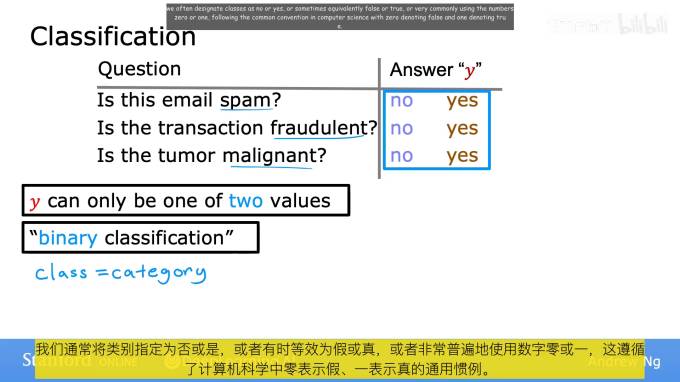 we often designate classes as no or yes, or sometimes equivalently false or true, or very commonly using the numbers
zero or one, following the common convention in computer science with zero denoting false and one denoting tru
e.
Classification
Question Answer “y”
Is this email spam? no yes
Is the transaction fraudulent? no yes
Is the tumor malignant? no yes
y can only be one of two values
“binary classification”
class = category
bilibili
Andrew Ng
我们通常将类别指定为否或是，或者有时等效为假或真，或者非常普遍地使用数字零或一，这遵循
了计算机科学中零表示假、一表示真的通用惯例。